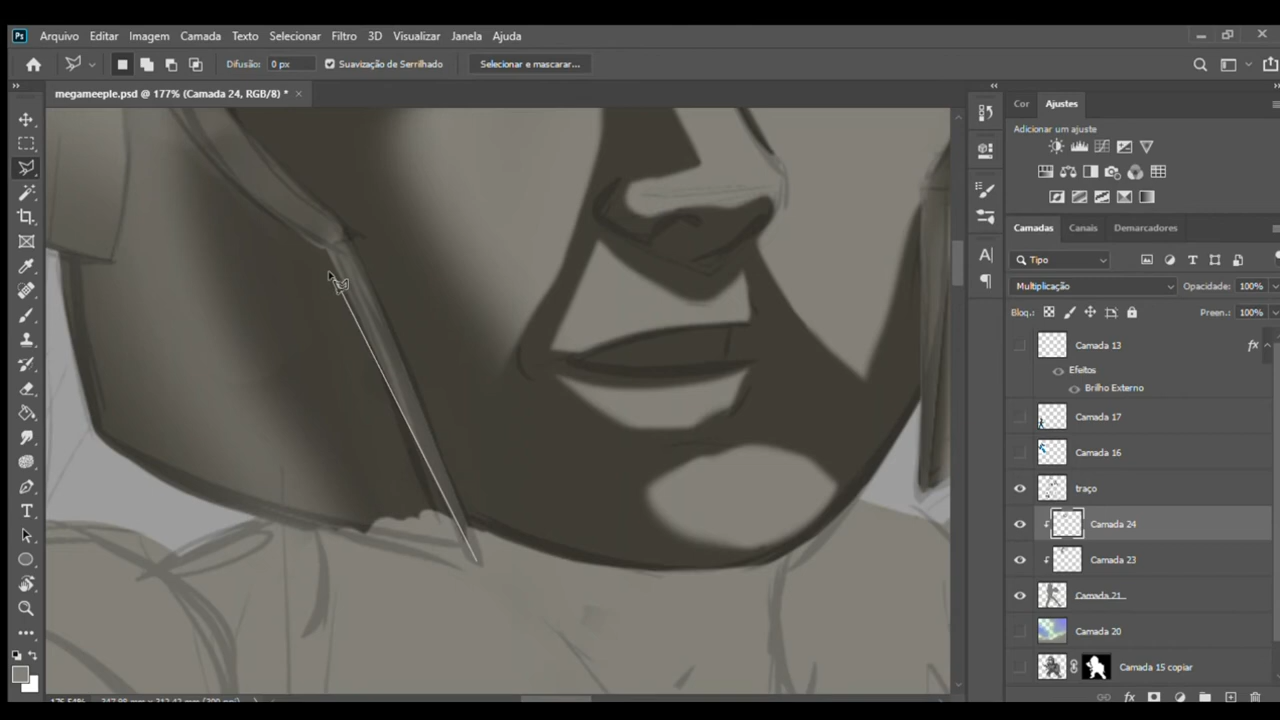 Ps Arquivo Editar Imagem Camada Texto Selecionar Filtro 3D Visualizar Janela Ajuda
Difusão: 0 px Suavização de Serrilhado Selecionar e mascarar...
megameeple.psd @ 177% (Camada 24, RGB/8) * ×
Cor Ajustes
Adicionar um ajuste
Camadas Canais Demarcadores
Tipo
Multiplicação Opacidade: 100%
Bloq.: Preen.: 100%
Camada 13 fx
Efeitos
Brilho Externo
Camada 17
Camada 16
traço
Camada 24
Camada 23
Camada 21
Camada 20
Camada 15 copiar
fx